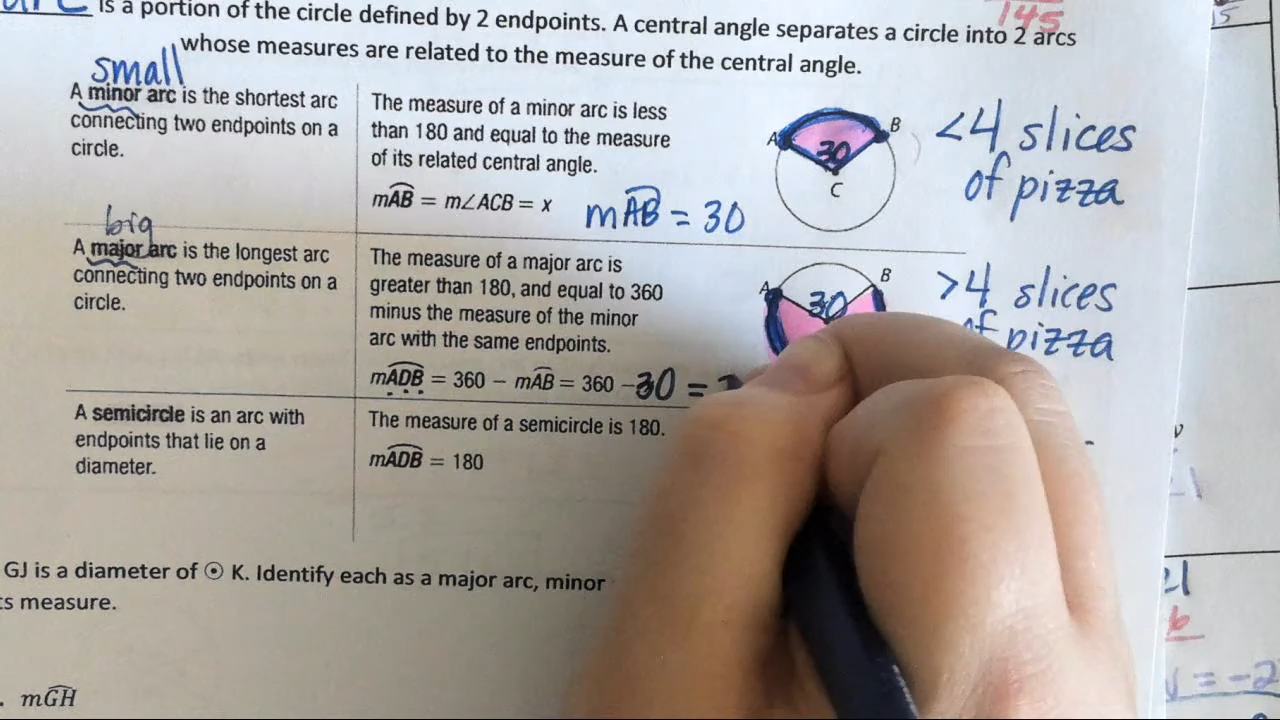 arc is a portion of the circle defined by 2 endpoints. A central angle separates a circle into 2 arcs
whose measures are related to the measure of the central angle.
145
small
A minor arc is the shortest arc
connecting two endpoints on a
circle.
The measure of a minor arc is less
than 180 and equal to the measure
of its related central angle.
mAB = m∠ACB = x
mAB = 30
A
B
30
C
<4 slices
of pizza
big
A major arc is the longest arc
connecting two endpoints on a
circle.
The measure of a major arc is
greater than 180, and equal to 360
minus the measure of the minor
arc with the same endpoints.
mADB = 360 − mAB = 360 −30 =
A
B
30
>4 slices
of pizza
A semicircle is an arc with
endpoints that lie on a
diameter.
The measure of a semicircle is 180.
mADB = 180
GJ is a diameter of ⊙ K. Identify each as a major arc, minor
measure.
mGH
= -2